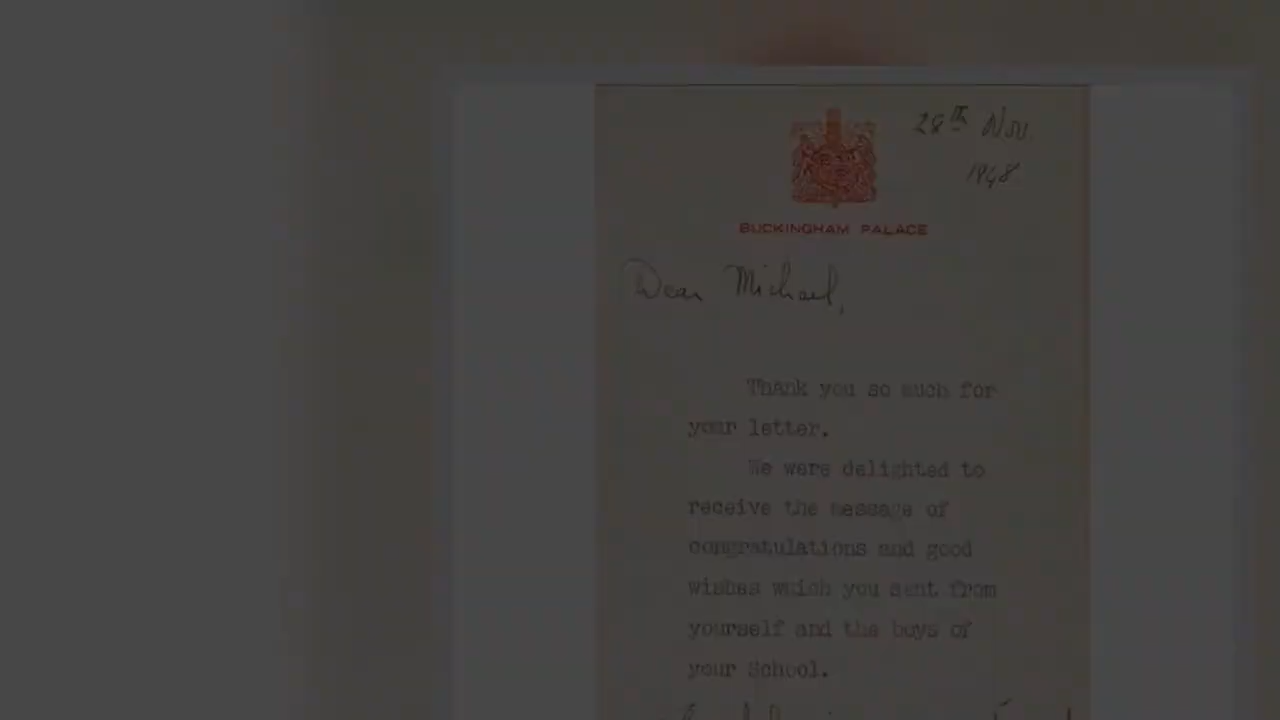 28th Nov.
1948
BUCKINGHAM PALACE
Dear Michael,
Thank you so much for
your letter.
We were delighted to
receive the message of
congratulations and good
wishes which you sent from
yourself and the boys of
your School.